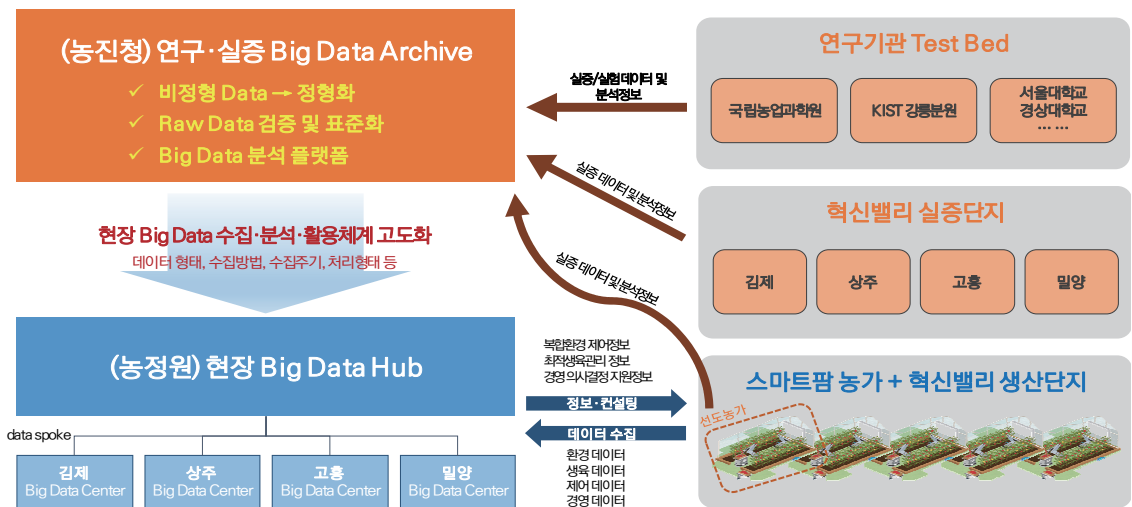 (농진청) 연구·실증 Big Data Archive
✓ 비정형 Data → 정형화
✓ Raw Data 검증 및 표준화
✓ Big Data 분석 플랫폼
현장 Big Data 수집·분석·활용체계 고도화
데이터 형태, 수집방법, 수집주기, 처리형태 등
(농정원) 현장 Big Data Hub
data spoke
김제
Big Data Center
상주
Big Data Center
고흥
Big Data Center
밀양
Big Data Center
실증/실험 데이터 및
분석정보
실증 데이터 및 분석정보
실증 데이터 및 분석정보
복합환경 제어정보
최적생육관리 정보
경영 의사결정 지원정보
정보·컨설팅
데이터 수집
환경 데이터
생육 데이터
제어 데이터
경영 데이터
연구기관 Test Bed
국립농업과학원
KIST 강릉분원
서울대학교
경상대학교
... ...
혁신밸리 실증단지
김제
상주
고흥
밀양
스마트팜 농가 + 혁신밸리 생산단지
선도농가